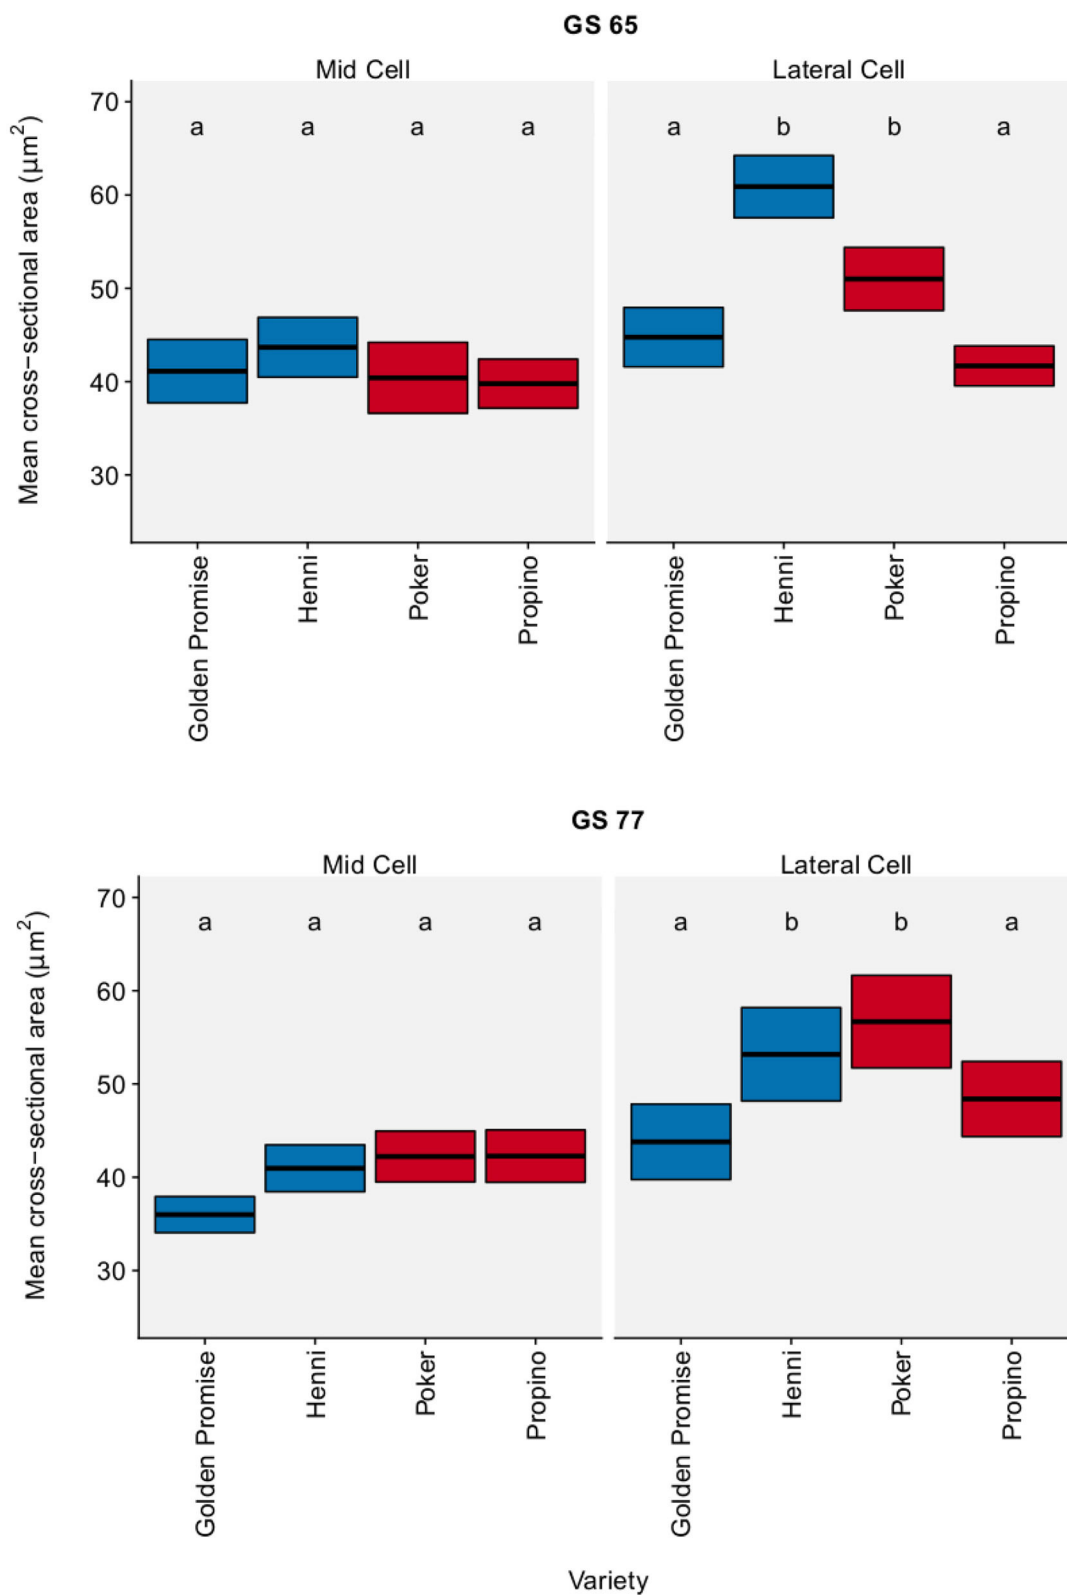 GS 65
Mid Cell Lateral Cell
Mean cross-sectional area (µm²)
70
60
50
40
30
a a a a a b b a
Golden Promise Henni Poker Propino Golden Promise Henni Poker Propino
GS 77
Mid Cell Lateral Cell
Mean cross-sectional area (µm²)
70
60
50
40
30
a a a a a b b a
Golden Promise Henni Poker Propino Golden Promise Henni Poker Propino
Variety